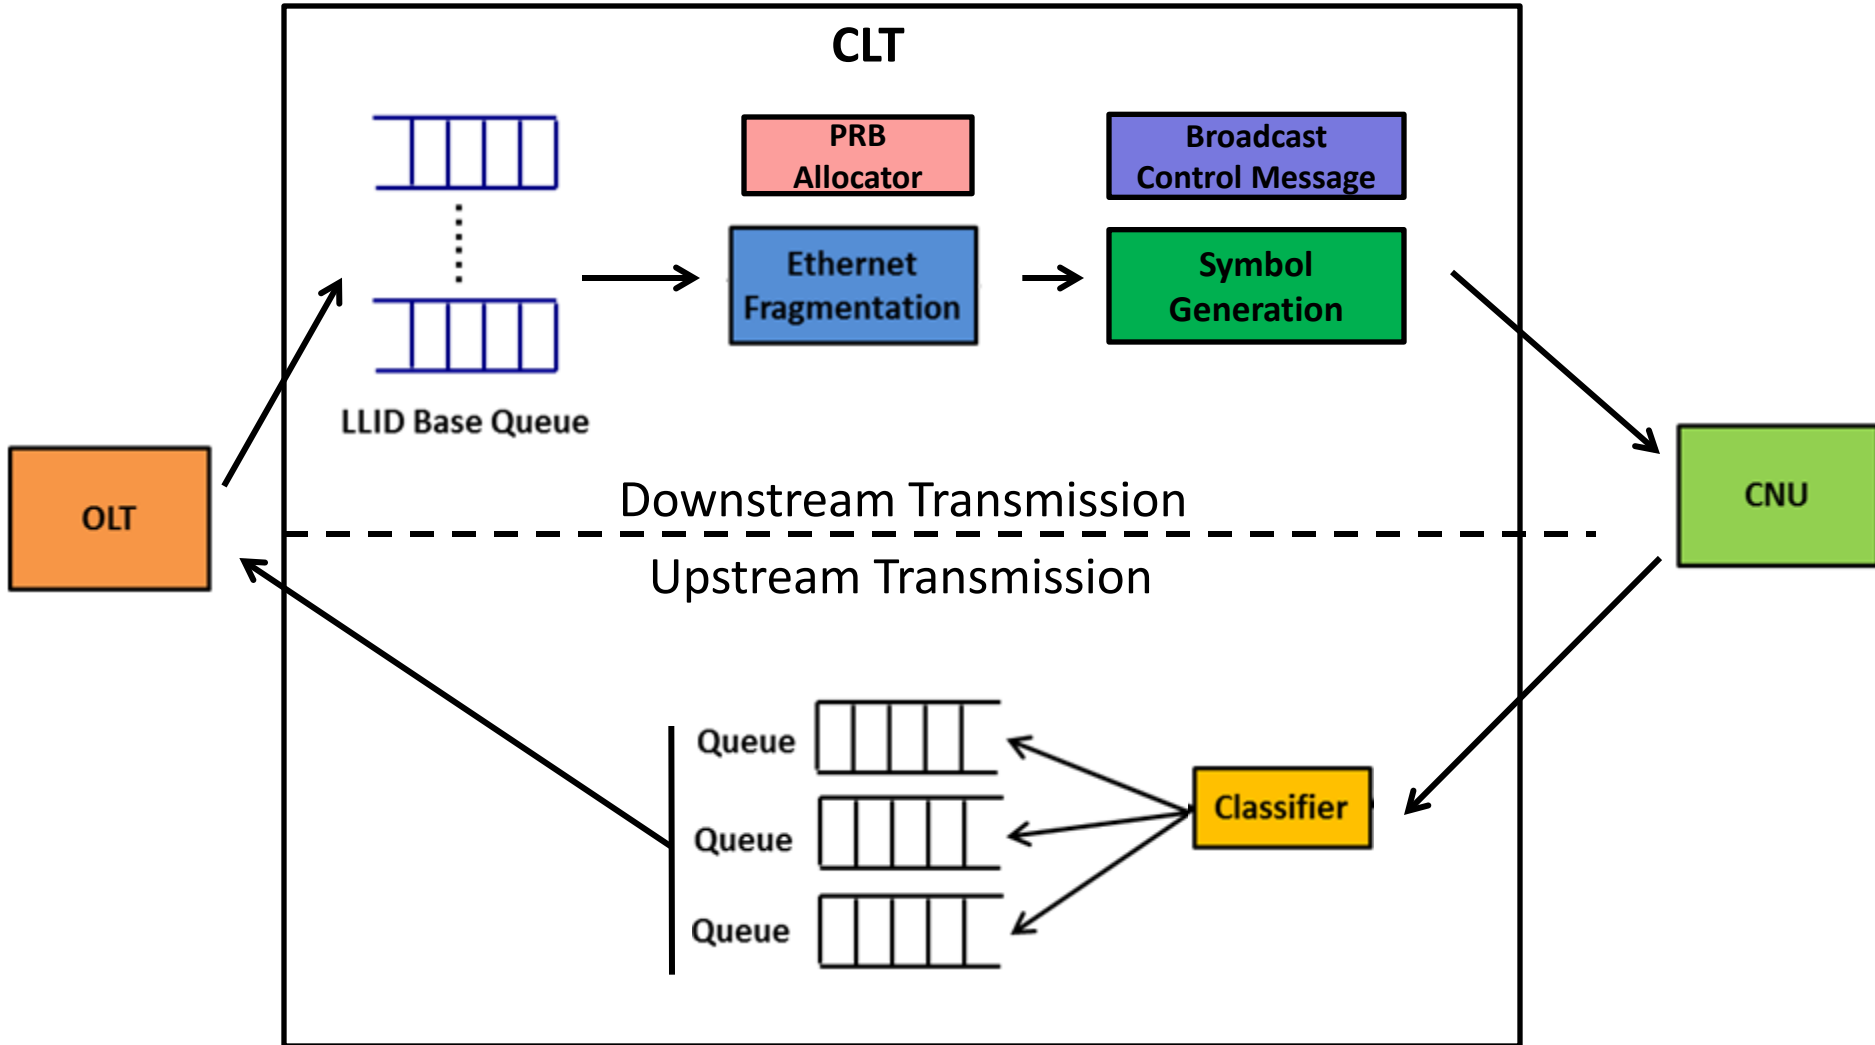 CLT
PRB
Allocator
Broadcast
Control Message
Ethernet
Fragmentation
Symbol
Generation
LLID Base Queue
OLT
CNU
Downstream Transmission
Upstream Transmission
Queue
Queue
Queue
Classifier